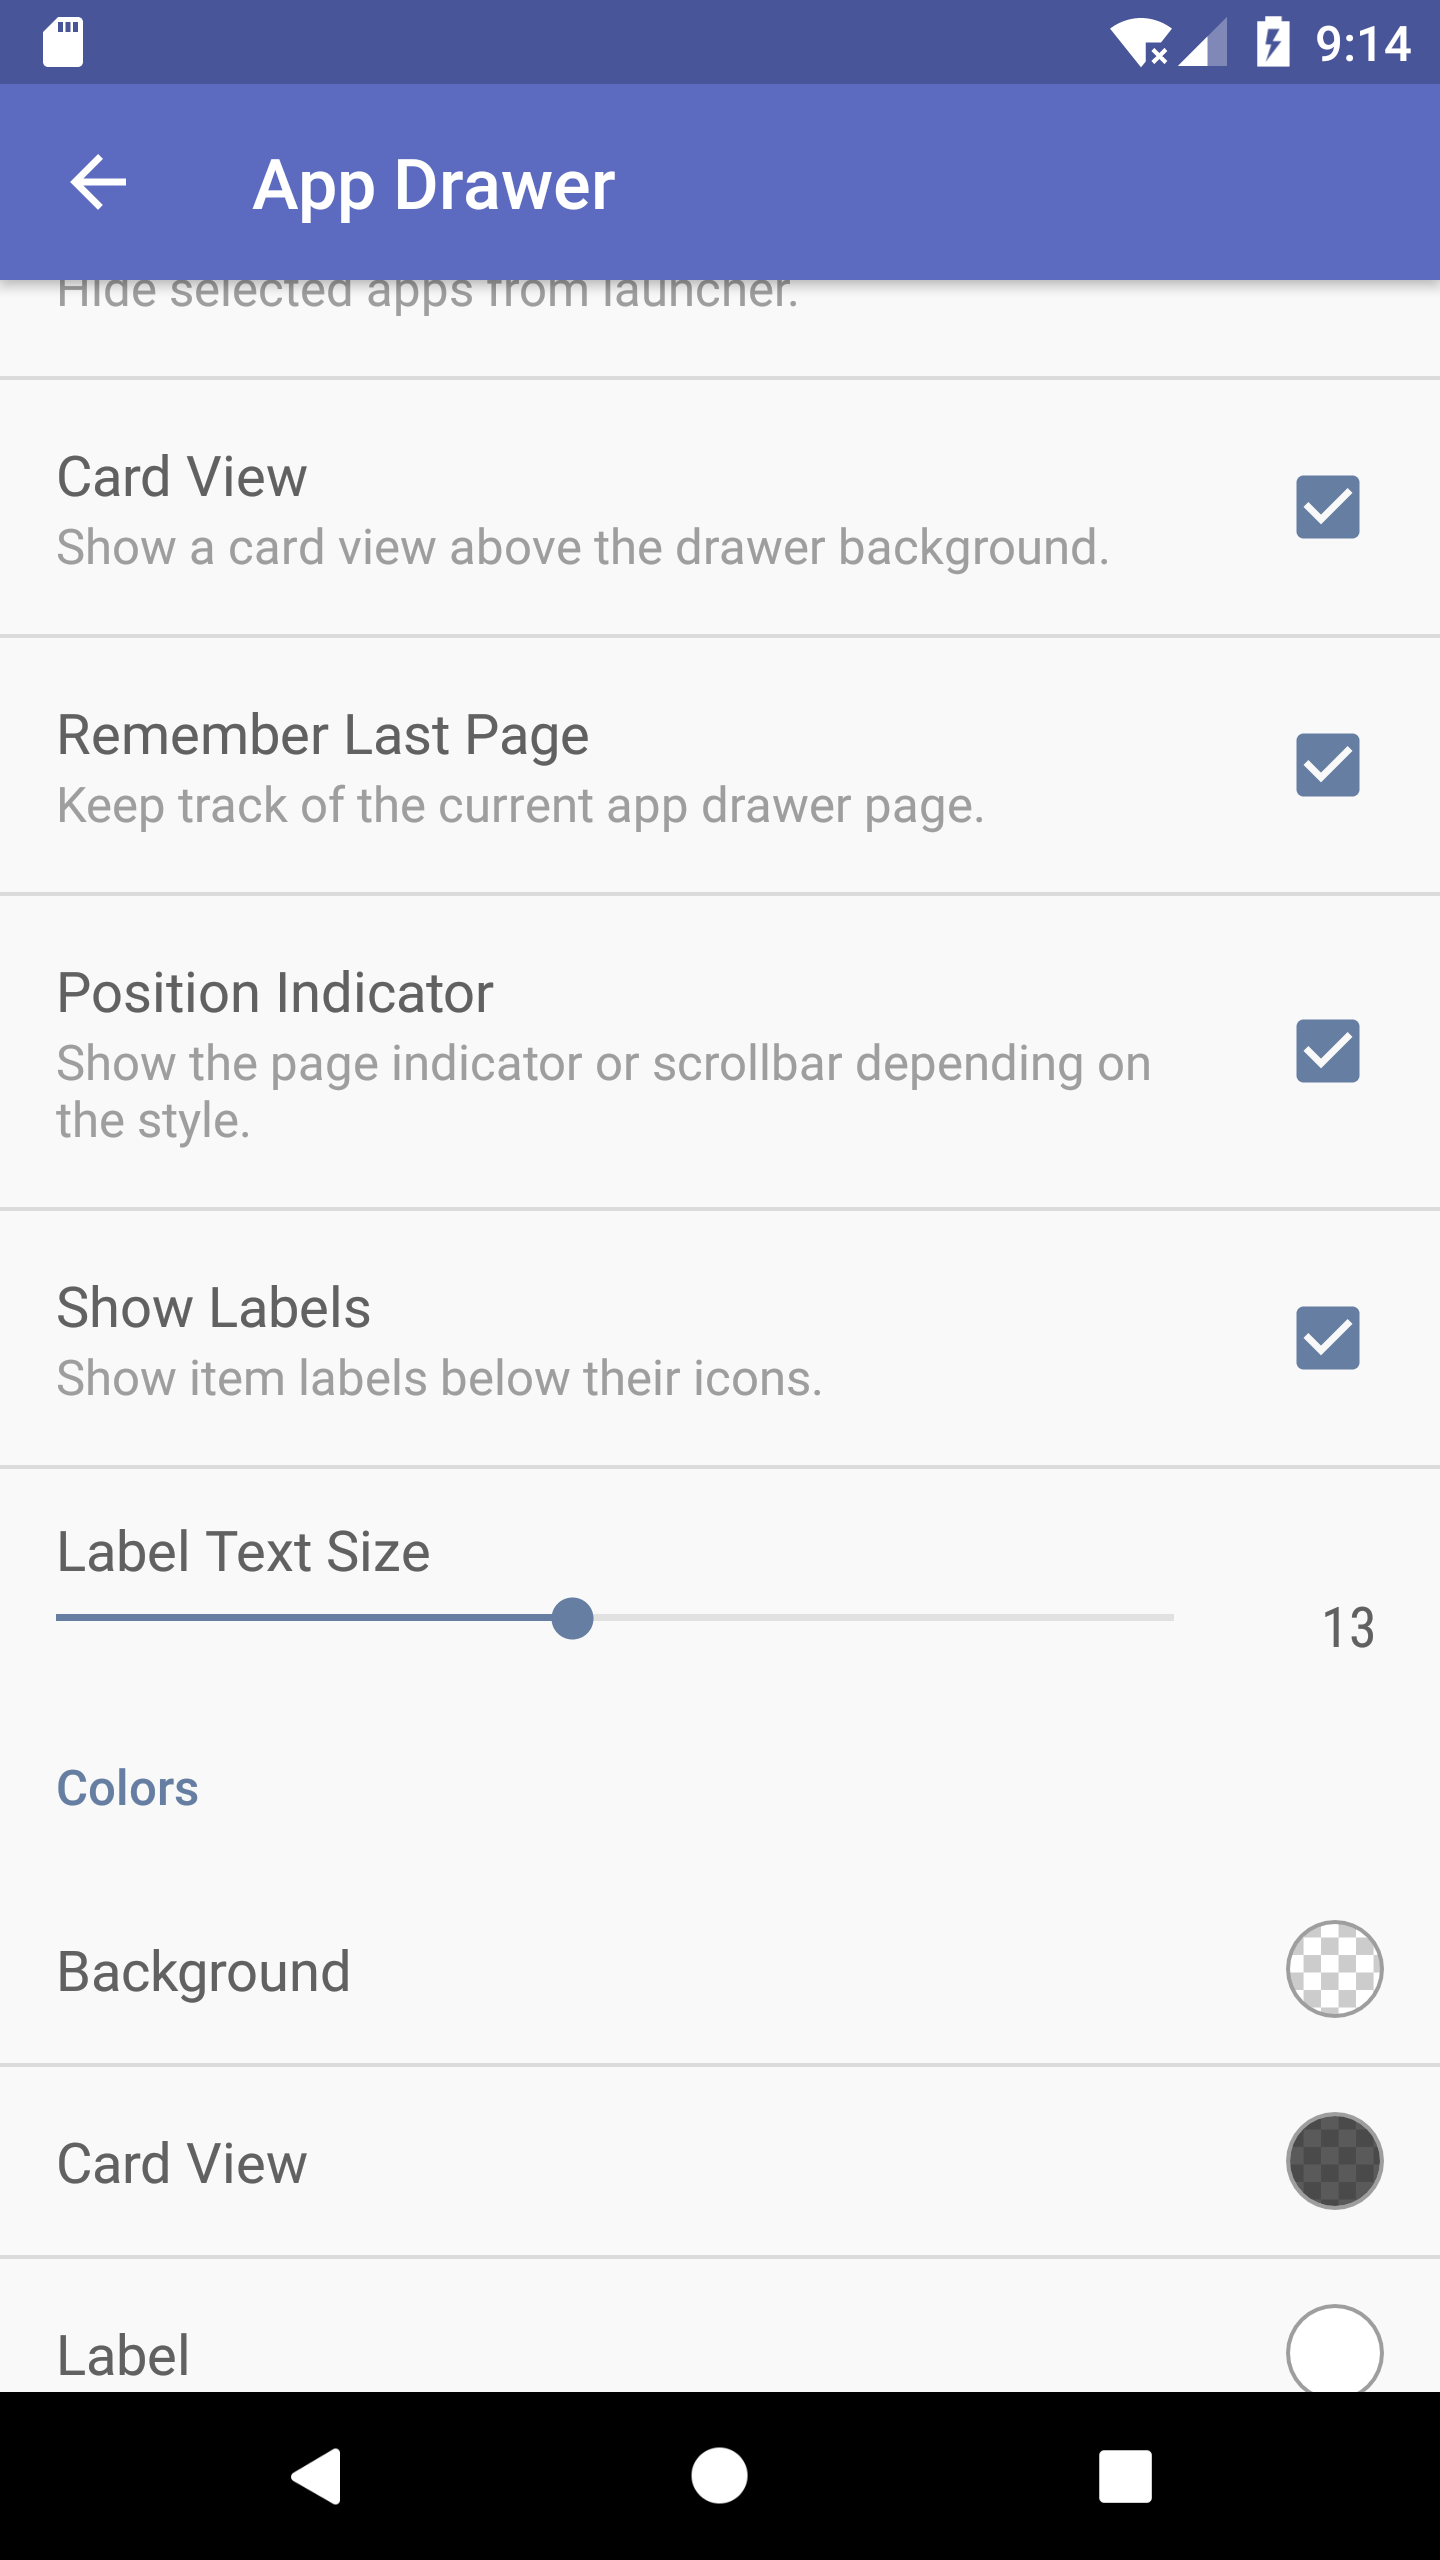 9:14
App Drawer
Hide selected apps from launcher.
Card View
Show a card view above the drawer background.
Remember Last Page
Keep track of the current app drawer page.
Position Indicator
Show the page indicator or scrollbar depending on
the style.
Show Labels
Show item labels below their icons.
Label Text Size
13
Colors
Background
Card View
Label